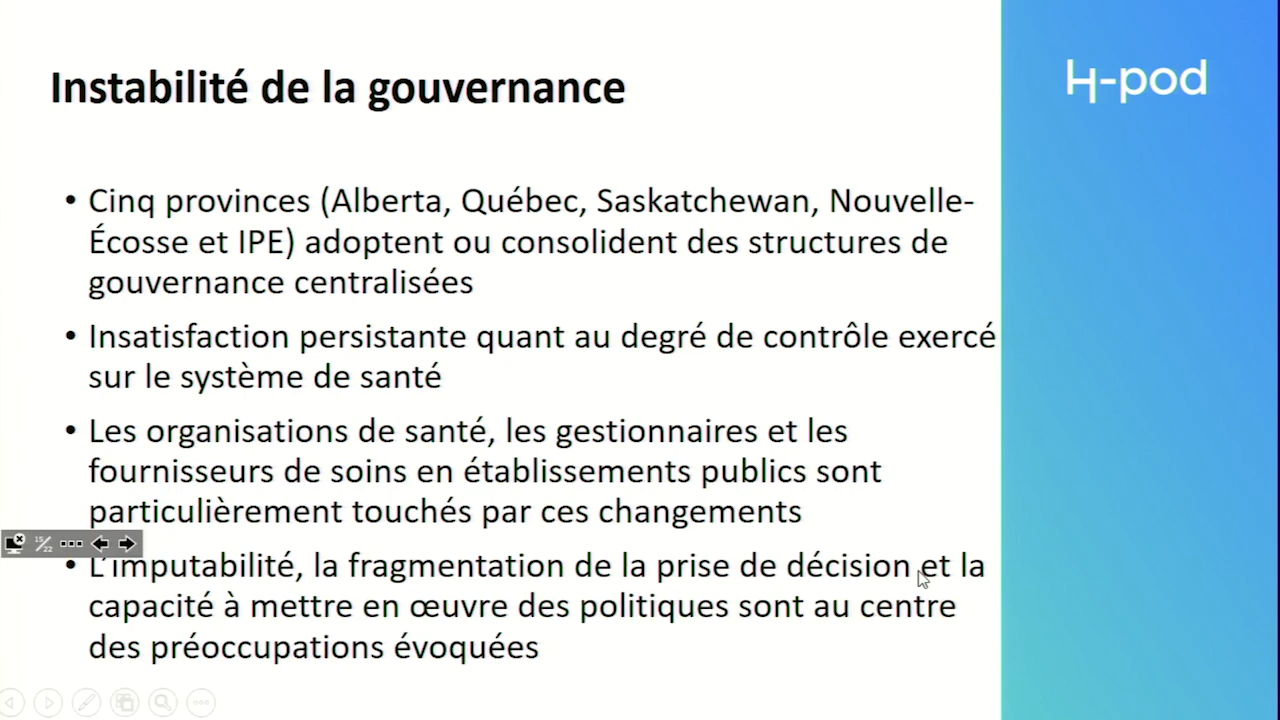 Instabilité de la gouvernance
H-pod
• Cinq provinces (Alberta, Québec, Saskatchewan, Nouvelle-
Écosse et IPE) adoptent ou consolident des structures de
gouvernance centralisées
• Insatisfaction persistante quant au degré de contrôle exercé
sur le système de santé
• Les organisations de santé, les gestionnaires et les
fournisseurs de soins en établissements publics sont
particulièrement touchés par ces changements
15/22
• L'imputabilité, la fragmentation de la prise de décision et la
capacité à mettre en œuvre des politiques sont au centre
des préoccupations évoquées